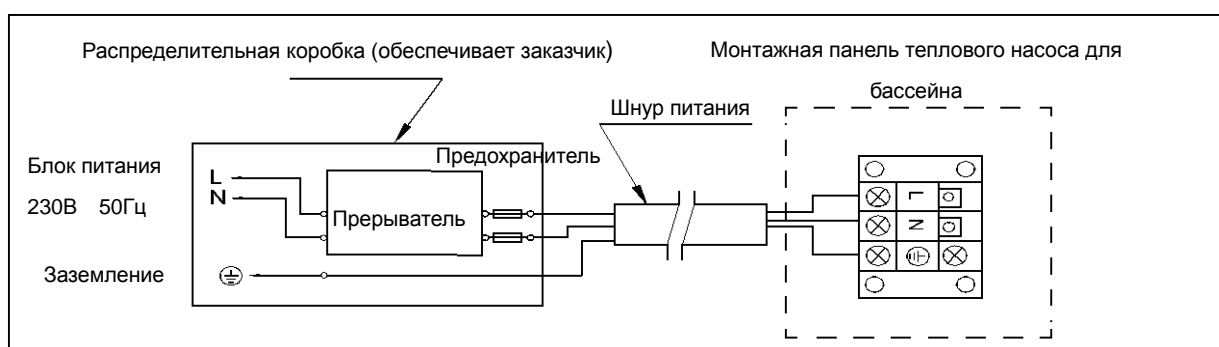 Распределительная коробка (обеспечивает заказчик)
Монтажная панель теплового насоса для
бассейна
Шнур питания
Предохранитель
Блок питания
230В 50Гц
L
N
Прерыватель
Заземление
L
N